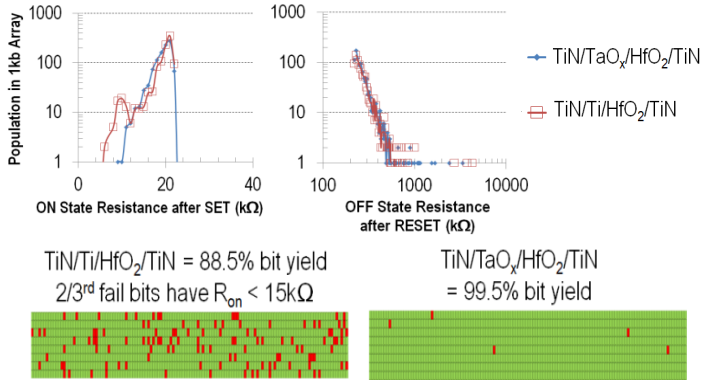 1000
100
10
1
Population in 1kb Array
0
20
40
ON State Resistance after SET (kΩ)
1000
100
10
1
100
1000
10000
OFF State Resistance
after RESET (kΩ)
TiN/TaOₓ/HfO₂/TiN
TiN/Ti/HfO₂/TiN
TiN/Ti/HfO₂/TiN = 88.5% bit yield
2/3rd fail bits have Rₒₙ < 15kΩ
TiN/TaOₓ/HfO₂/TiN
= 99.5% bit yield